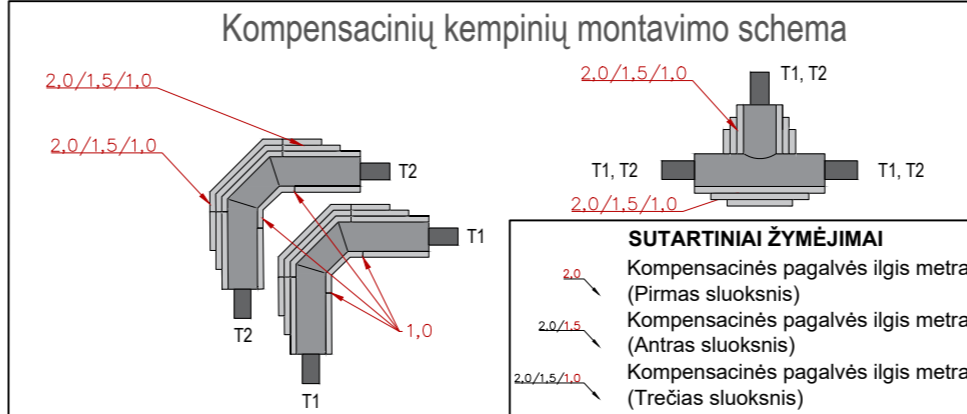 Kompensacinių kempinių montavimo schema
2,0/1,5/1,0
2,0/1,5/1,0
T2
T1
T2
T1
1,0
2,0/1,5/1,0
T1, T2
T1, T2
T1, T2
2,0/1,5/1,0
SUTARTINIAI ŽYMĖJIMAI
2,0 Kompensacinės pagalvės ilgis metra
(Pirmas sluoksnis)
2,0/1,5 Kompensacinės pagalvės ilgis metra
(Antras sluoksnis)
2,0/1,5/1,0 Kompensacinės pagalvės ilgis metra
(Trečias sluoksnis)